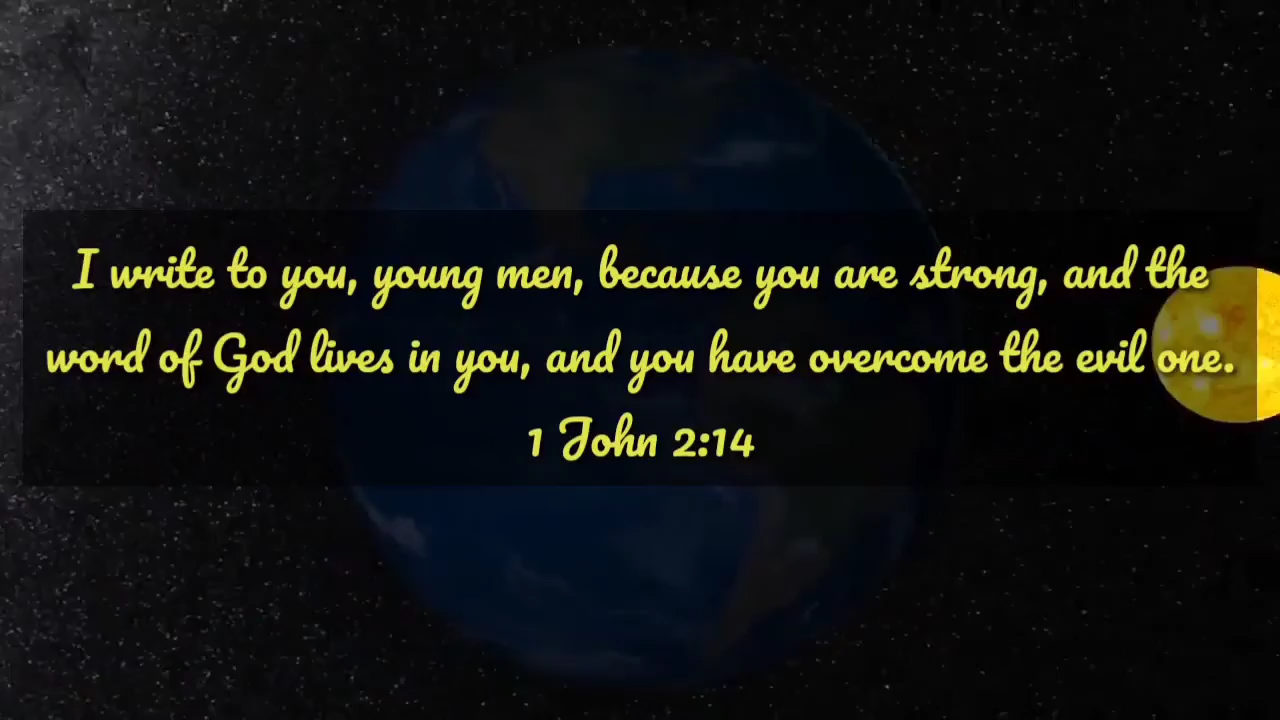 I write to you, young men, because you are strong, and the
word of God lives in you, and you have overcome the evil one.
1 John 2:14